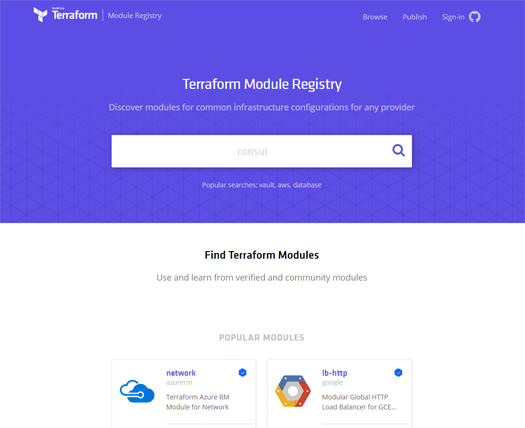 HashiCorp
Terraform Module Registry
Browse Publish Sign-in
Terraform Module Registry
Discover modules for common infrastructure configurations for any provider
consul
Popular searches: vault, aws, database
Find Terraform Modules
Use and learn from verified and community modules
POPULAR MODULES
network
azurerm
Terraform Azure RM
Module for Network
lb-http
google
Modular Global HTTP
Load Balancer for GCE...